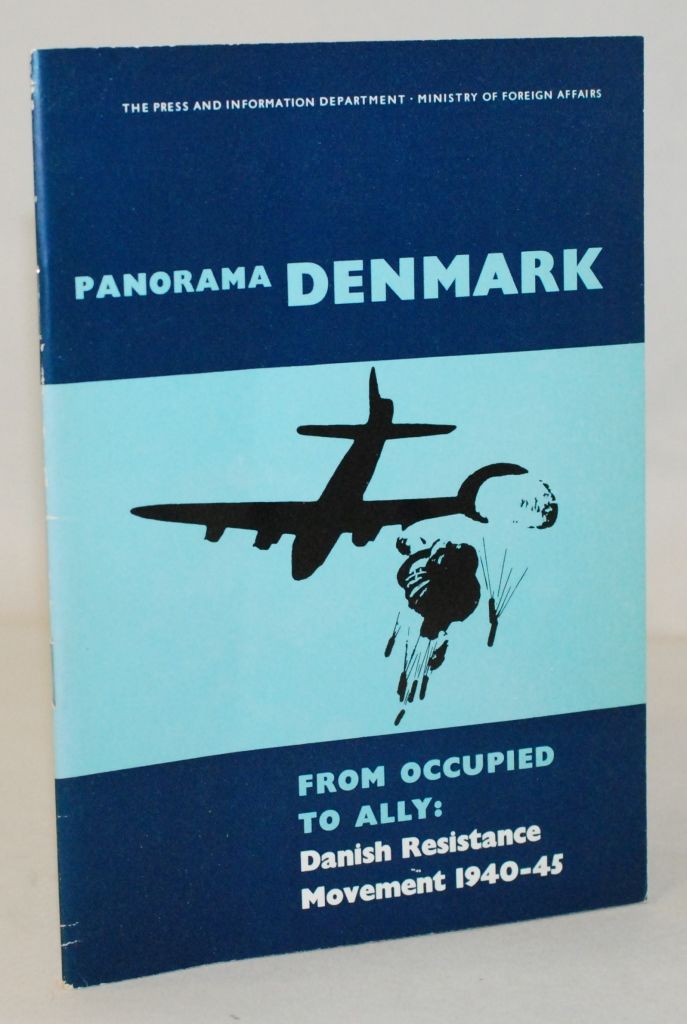 THE PRESS AND INFORMATION DEPARTMENT · MINISTRY OF FOREIGN AFFAIRS
PANORAMA DENMARK
FROM OCCUPIED
TO ALLY:
Danish Resistance
Movement 1940-45